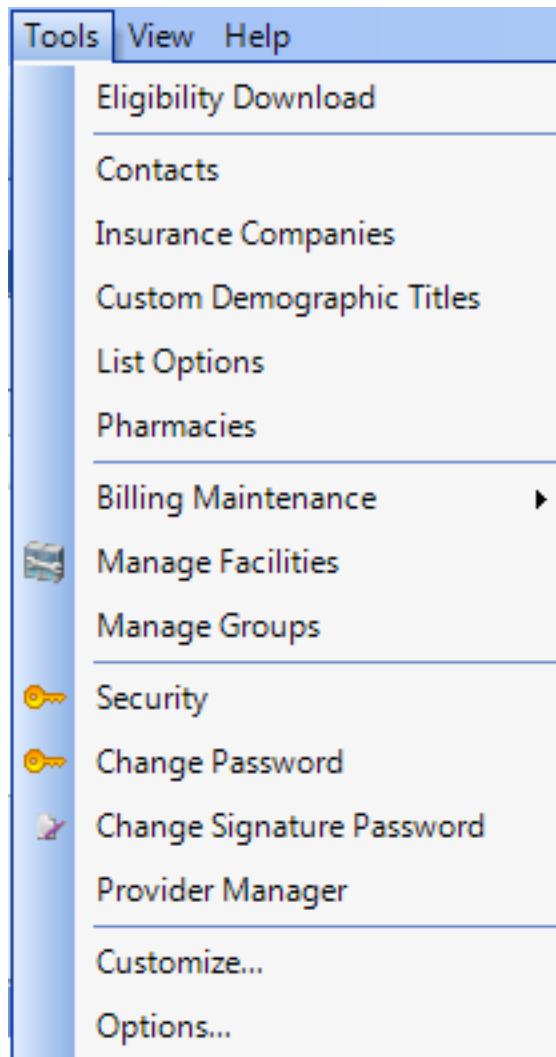 Tools View Help
Eligibility Download
Contacts
Insurance Companies
Custom Demographic Titles
List Options
Pharmacies
Billing Maintenance
Manage Facilities
Manage Groups
Security
Change Password
Change Signature Password
Provider Manager
Customize...
Options...